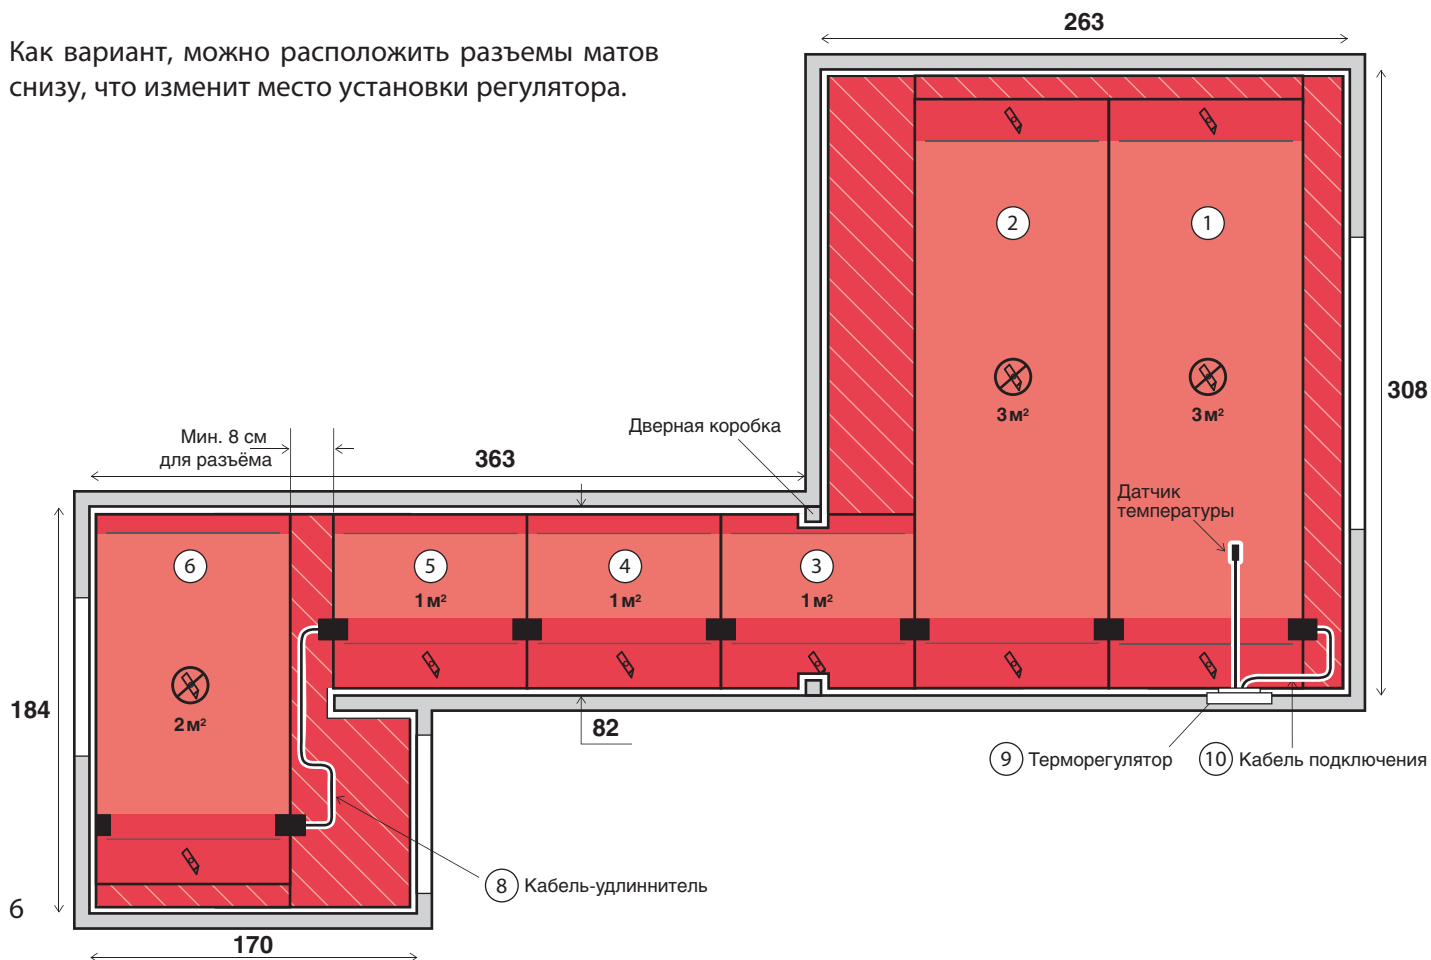 263
Как вариант, можно расположить разъемы матов
снизу, что изменит место установки регулятора.
2
1
3 м²
3 м²
308
Мин. 8 см
для разъёма
363
Дверная коробка
Датчик
температуры
6
5
4
3
1 м²
1 м²
1 м²
184
2 м²
82
9 Терморегулятор
10 Кабель подключения
8 Кабель-удлиннитель
6
170